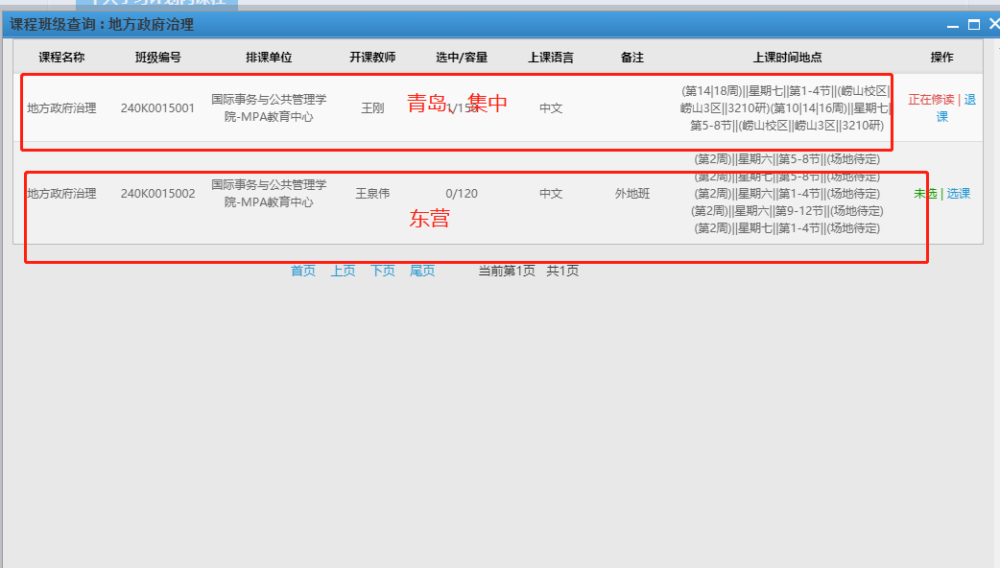 个人学习计划的课程
课程班级查询：地方政府治理
课程名称 班级编号 排课单位 开课教师 选中/容量 上课语言 备注 上课时间地点 操作
地方政府治理 240K0015001 国际事务与公共管理学
院-MPA教育中心 王刚 青岛、集中 中文
(第14|18周)||星期七||第1-4节||(崂山校区||
崂山3区||3210研)(第10|14|16周)||星期七||
第5-8节||(崂山校区||崂山3区||3210研)
正在修读 | 退
课
地方政府治理 240K0015002 国际事务与公共管理学
院-MPA教育中心 王泉伟 0/120 中文 外地班
东营
(第2周)||星期六||第5-8节||(场地待定)
(第2周)||星期七||第5-8节||(场地待定)
(第2周)||星期六||第1-4节||(场地待定)
(第2周)||星期六||第9-12节||(场地待定)
(第2周)||星期七||第1-4节||(场地待定)
未选 | 选课
首页 上页 下页 尾页 当前第1页 共1页